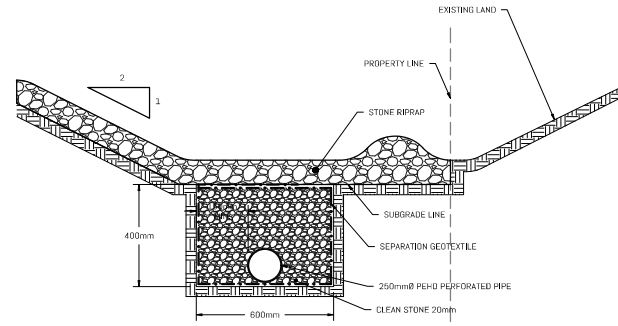 EXISTING LAND
2
1
PROPERTY LINE
STONE RIPRAP
SUBGRADE LINE
400mm
SEPARATION GEOTEXTILE
250mmØ PEHD PERFORATED PIPE
CLEAN STONE 20mm
600mm